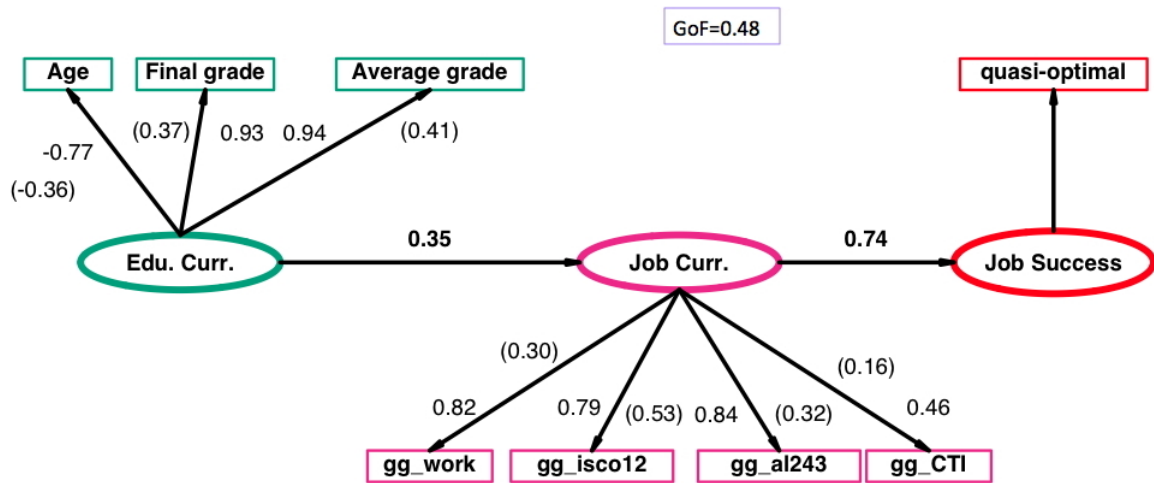 GoF=0.48
Age
Final grade
Average grade
quasi-optimal
(0.37)
0.93
0.94
(0.41)
-0.77
(-0.36)
0.35
0.74
Edu. Curr.
Job Curr.
Job Success
(0.30)
(0.16)
0.82
0.79
(0.53)
0.84
(0.32)
0.46
gg_work
gg_isco12
gg_al243
gg_CTI